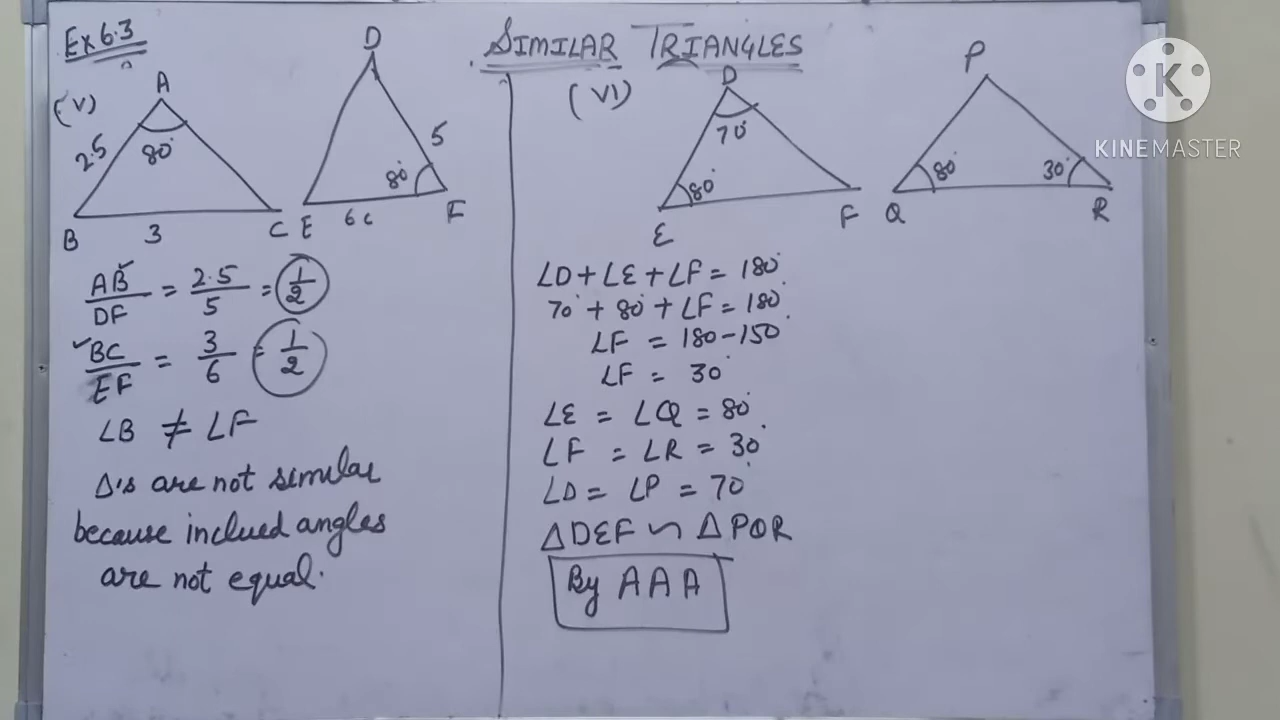 Ex 6.3
SIMILAR TRIANGLES
K
KINEMASTER
(V)
A
2.5
80°
B
3
C
D
5
80°
E
6c
F
AB/DF = 2.5/5 = 1/2
BC/EF = 3/6 = 1/2
∠B ≠ ∠F
Δ's are not similar
because inclued angles
are not equal.
(VI)
D
70°
80°
E
F
P
80°
30°
Q
R
∠D + ∠E + ∠F = 180°
70° + 80° + ∠F = 180°
∠F = 180 - 150
∠F = 30°
∠E = ∠Q = 80°
∠F = ∠R = 30°
∠D = ∠P = 70°
ΔDEF ∽ ΔPQR
By AAA